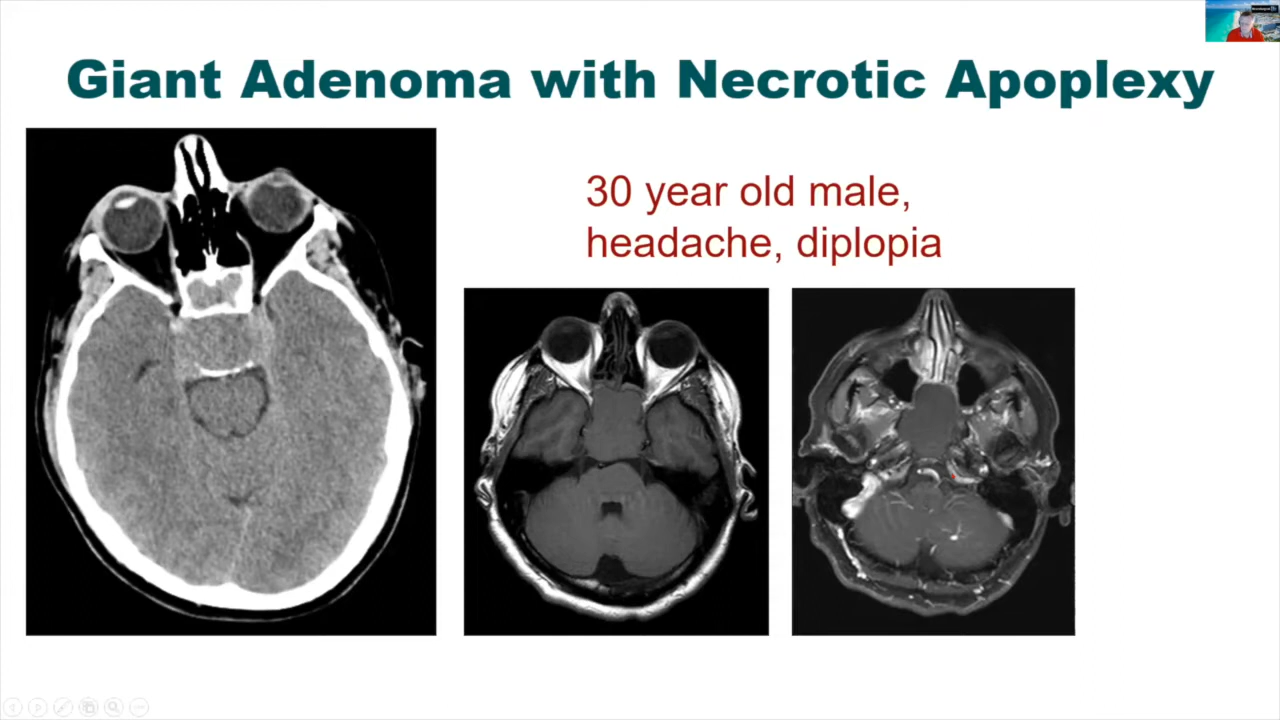 Giant Adenoma with Necrotic Apoplexy
30 year old male,
headache, diplopia